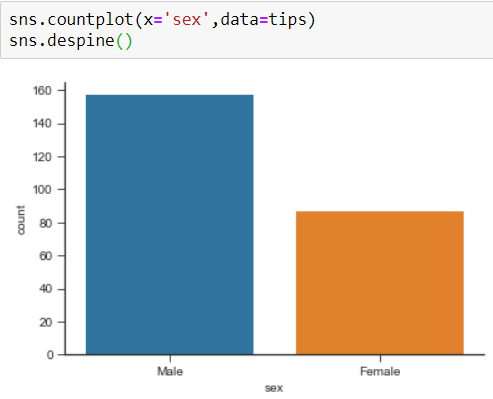 sns.countplot(x='sex',data=tips)
sns.despine()
160
140
120
100
80
60
40
20
0
count
Male Female
sex